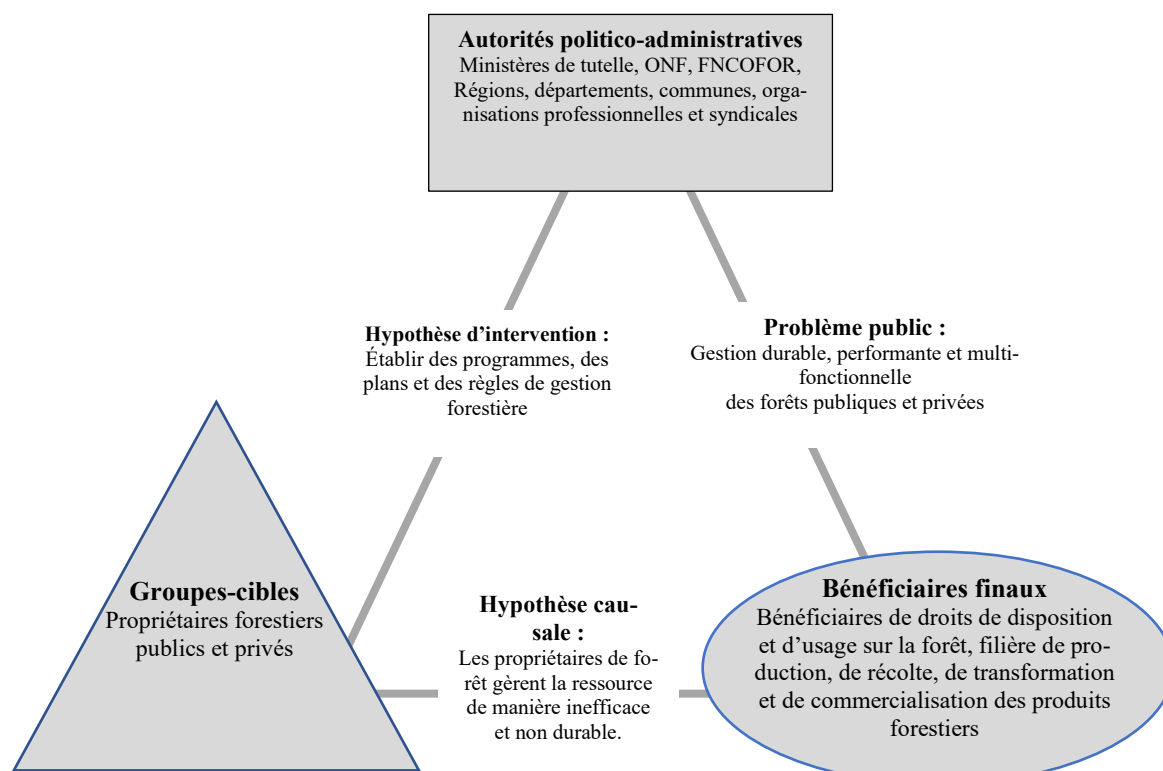 Autorités politico-administratives
Ministères de tutelle, ONF, FNCOFOR,
Régions, départements, communes, orga-
nisations professionnelles et syndicales
Hypothèse d’intervention :
Établir des programmes, des
plans et des règles de gestion
forestière
Problème public :
Gestion durable, performante et multi-
fonctionnelle
des forêts publiques et privées
Groupes-cibles
Propriétaires forestiers
publics et privés
Hypothèse cau-
sale :
Les propriétaires de fo-
rêt gèrent la ressource
de manière inefficace
et non durable.
Bénéficiaires finaux
Bénéficiaires de droits de disposition
et d’usage sur la forêt, filière de pro-
duction, de récolte, de transformation
et de commercialisation des produits
forestiers